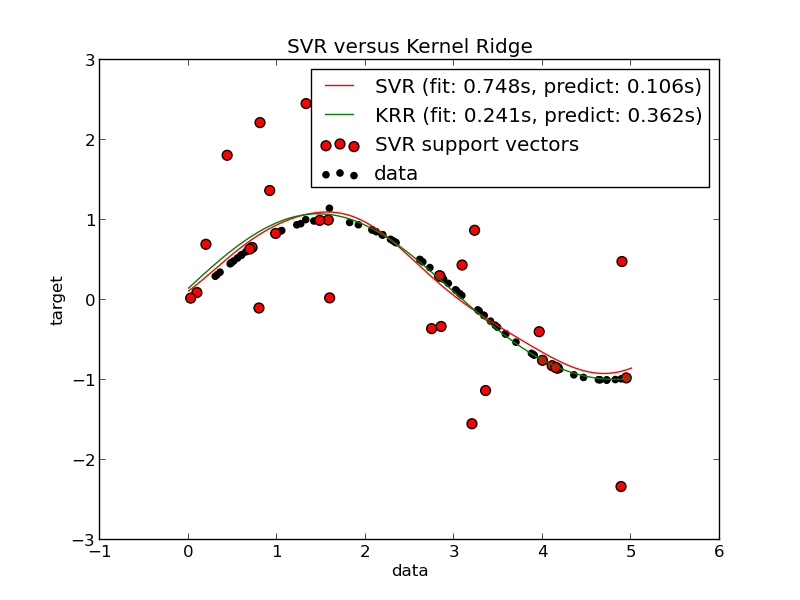 SVR versus Kernel Ridge
SVR (fit: 0.748s, predict: 0.106s)
KRR (fit: 0.241s, predict: 0.362s)
SVR support vectors
data
3
2
1
0
−1
−2
−3
target
−1 0 1 2 3 4 5 6
data